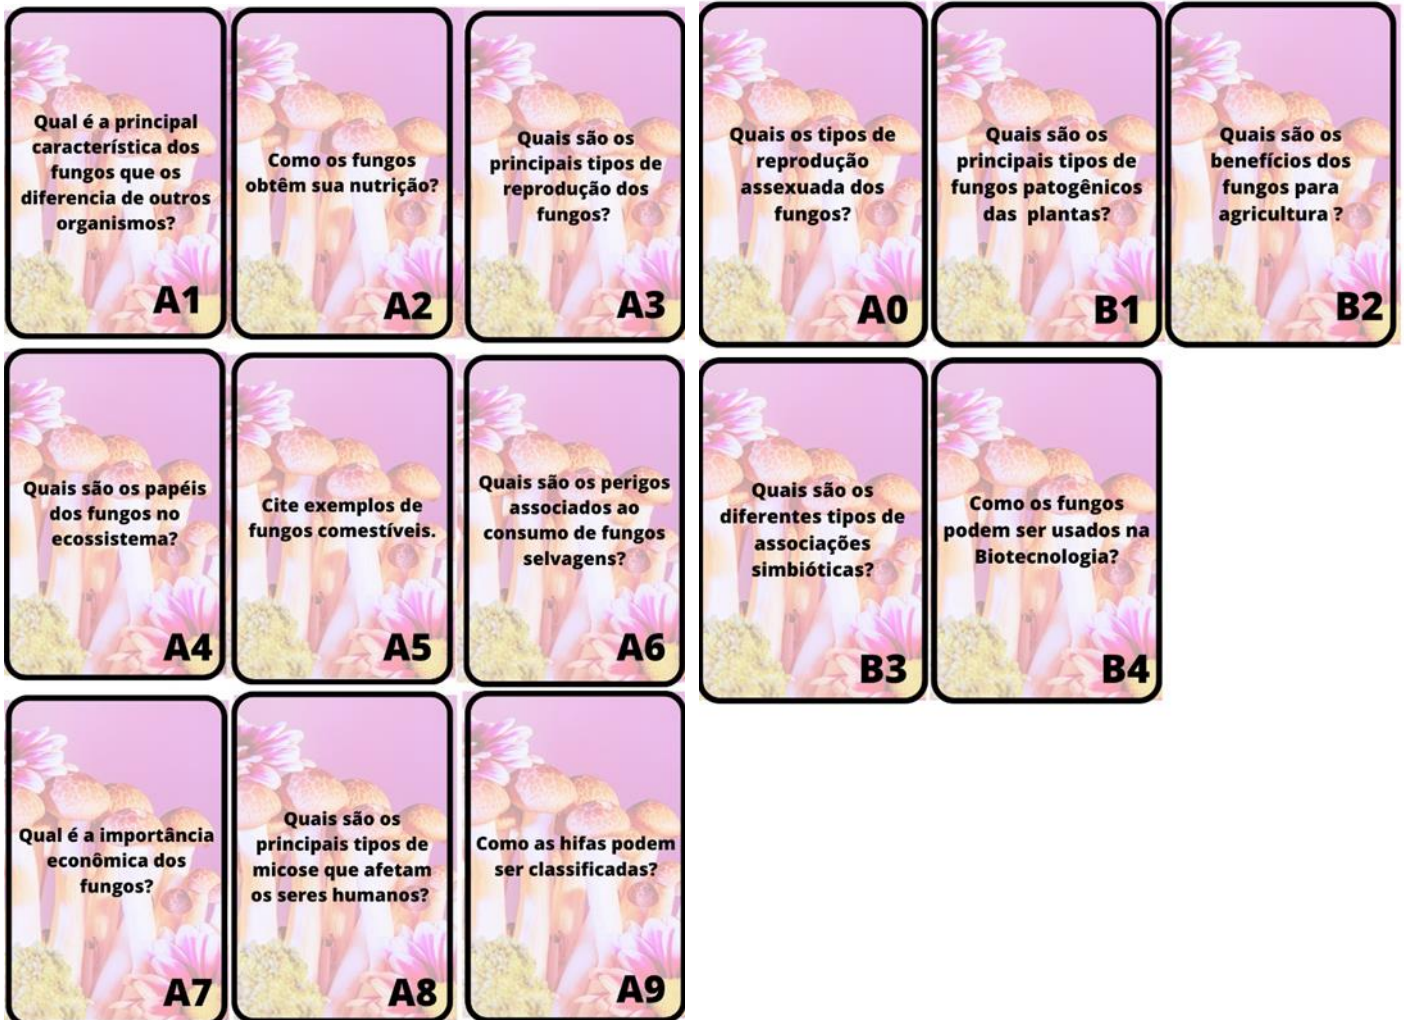 Qual é a principal
característica dos
fungos que os
diferencia de outros
organismos?
A1
Como os fungos
obtêm sua nutrição?
A2
Quais são os
principais tipos de
reprodução dos
fungos?
A3
Quais os tipos de
reprodução
assexuada dos
fungos?
A0
Quais são os
principais tipos de
fungos patogênicos
das plantas?
B1
Quais são os
benefícios dos
fungos para
agricultura ?
B2
Quais são os papéis
dos fungos no
ecossistema?
A4
Cite exemplos de
fungos comestíveis.
A5
Quais são os perigos
associados ao
consumo de fungos
selvagens?
A6
Quais são os
diferentes tipos de
associações
simbióticas?
B3
Como os fungos
podem ser usados na
Biotecnologia?
B4
Qual é a importância
econômica dos
fungos?
A7
Quais são os
principais tipos de
micose que afetam
os seres humanos?
A8
Como as hifas podem
ser classificadas?
A9